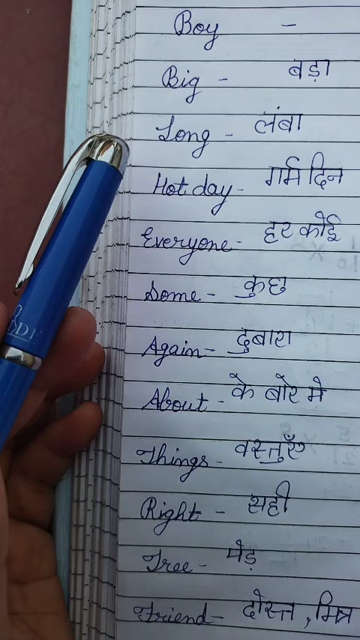 Boy -
Big - बड़ा
Long - लंबा
Hot day - गर्म दिन
Everyone - हर कोई
Some - कुछ
Again - दुबारा
About - के बोरे मे
Things - वस्तुएँ
Right - सही
Tree - पेड़
Friend - दोस्त, मित्र